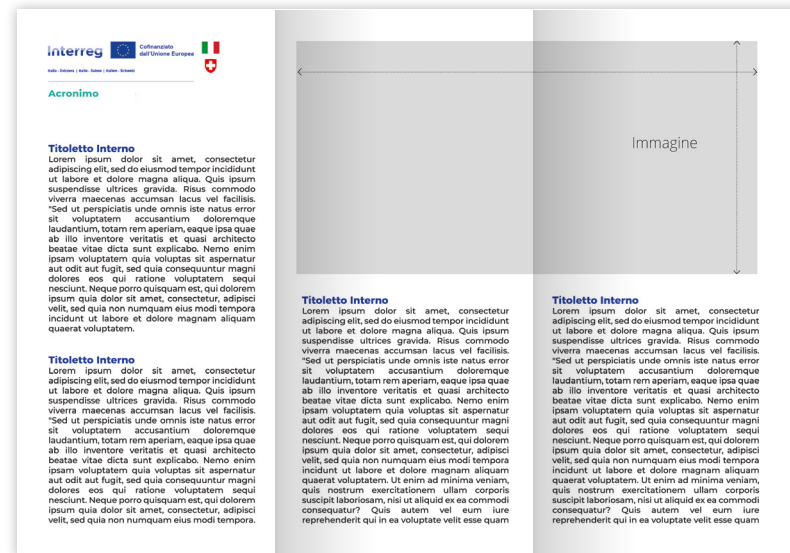 Interreg
Cofinanziato
dall'Unione Europea
Italia - Svizzera | Italie - Suisse | Italien - Schweiz
Acronimo
Titoletto Interno
Lorem ipsum dolor sit amet, consectetur
adipiscing elit, sed do eiusmod tempor incididunt
ut labore et dolore magna aliqua. Quis ipsum
suspendisse ultrices gravida. Risus commodo
viverra maecenas accumsan lacus vel facilisis.
"Sed ut perspiciatis unde omnis iste natus error
sit voluptatem accusantium doloremque
laudantium, totam rem aperiam, eaque ipsa quae
ab illo inventore veritatis et quasi architecto
beatae vitae dicta sunt explicabo. Nemo enim
ipsam voluptatem quia voluptas sit aspernatur
aut odit aut fugit, sed quia consequuntur magni
dolores eos qui ratione voluptatem sequi
nesciunt. Neque porro quisquam est, qui dolorem
ipsum quia dolor sit amet, consectetur, adipisci
velit, sed quia non numquam eius modi tempora
incidunt ut labore et dolore magnam aliquam
quaerat voluptatem.
Titoletto Interno
Lorem ipsum dolor sit amet, consectetur
adipiscing elit, sed do eiusmod tempor incididunt
ut labore et dolore magna aliqua. Quis ipsum
suspendisse ultrices gravida. Risus commodo
viverra maecenas accumsan lacus vel facilisis.
"Sed ut perspiciatis unde omnis iste natus error
sit voluptatem accusantium doloremque
laudantium, totam rem aperiam, eaque ipsa quae
ab illo inventore veritatis et quasi architecto
beatae vitae dicta sunt explicabo. Nemo enim
ipsam voluptatem quia voluptas sit aspernatur
aut odit aut fugit, sed quia consequuntur magni
dolores eos qui ratione voluptatem sequi
nesciunt. Neque porro quisquam est, qui dolorem
ipsum quia dolor sit amet, consectetur, adipisci
velit, sed quia non numquam eius modi tempora.
Immagine
Titoletto Interno
Lorem ipsum dolor sit amet, consectetur
adipiscing elit, sed do eiusmod tempor incididunt
ut labore et dolore magna aliqua. Quis ipsum
suspendisse ultrices gravida. Risus commodo
viverra maecenas accumsan lacus vel facilisis.
"Sed ut perspiciatis unde omnis iste natus error
sit voluptatem accusantium doloremque
laudantium, totam rem aperiam, eaque ipsa quae
ab illo inventore veritatis et quasi architecto
beatae vitae dicta sunt explicabo. Nemo enim
ipsam voluptatem quia voluptas sit aspernatur
aut odit aut fugit, sed quia consequuntur magni
dolores eos qui ratione voluptatem sequi
nesciunt. Neque porro quisquam est, qui dolorem
ipsum quia dolor sit amet, consectetur, adipisci
velit, sed quia non numquam eius modi tempora
incidunt ut labore et dolore magnam aliquam
quaerat voluptatem. Ut enim ad minima veniam,
quis nostrum exercitationem ullam corporis
suscipit laboriosam, nisi ut aliquid ex ea commodi
consequatur? Quis autem vel eum iure
reprehenderit qui in ea voluptate velit esse quam
Titoletto Interno
Lorem ipsum dolor sit amet, consectetur
adipiscing elit, sed do eiusmod tempor incididunt
ut labore et dolore magna aliqua. Quis ipsum
suspendisse ultrices gravida. Risus commodo
viverra maecenas accumsan lacus vel facilisis.
"Sed ut perspiciatis unde omnis iste natus error
sit voluptatem accusantium doloremque
laudantium, totam rem aperiam, eaque ipsa quae
ab illo inventore veritatis et quasi architecto
beatae vitae dicta sunt explicabo. Nemo enim
ipsam voluptatem quia voluptas sit aspernatur
aut odit aut fugit, sed quia consequuntur magni
dolores eos qui ratione voluptatem sequi
nesciunt. Neque porro quisquam est, qui dolorem
ipsum quia dolor sit amet, consectetur, adipisci
velit, sed quia non numquam eius modi tempora
incidunt ut labore et dolore magnam aliquam
quaerat voluptatem. Ut enim ad minima veniam,
quis nostrum exercitationem ullam corporis
suscipit laboriosam, nisi ut aliquid ex ea commodi
consequatur? Quis autem vel eum iure
reprehenderit qui in ea voluptate velit esse quam